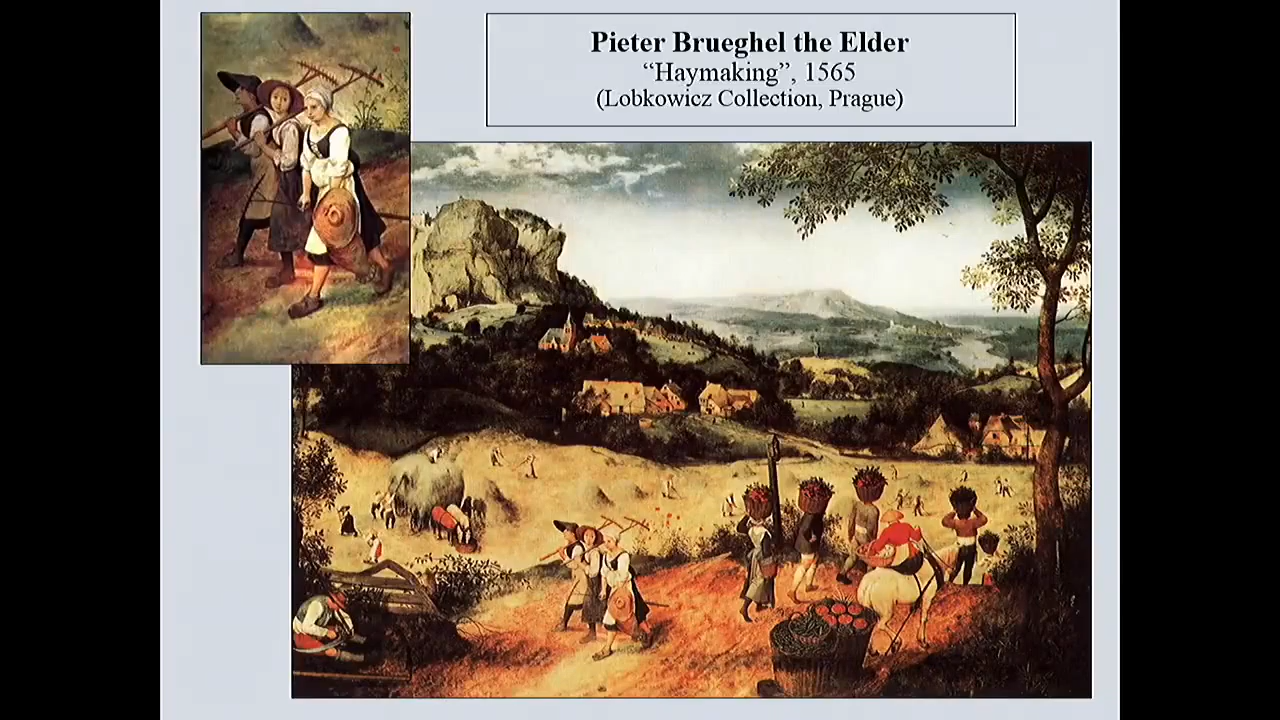 Pieter Brueghel the Elder
“Haymaking”, 1565
(Lobkowicz Collection, Prague)